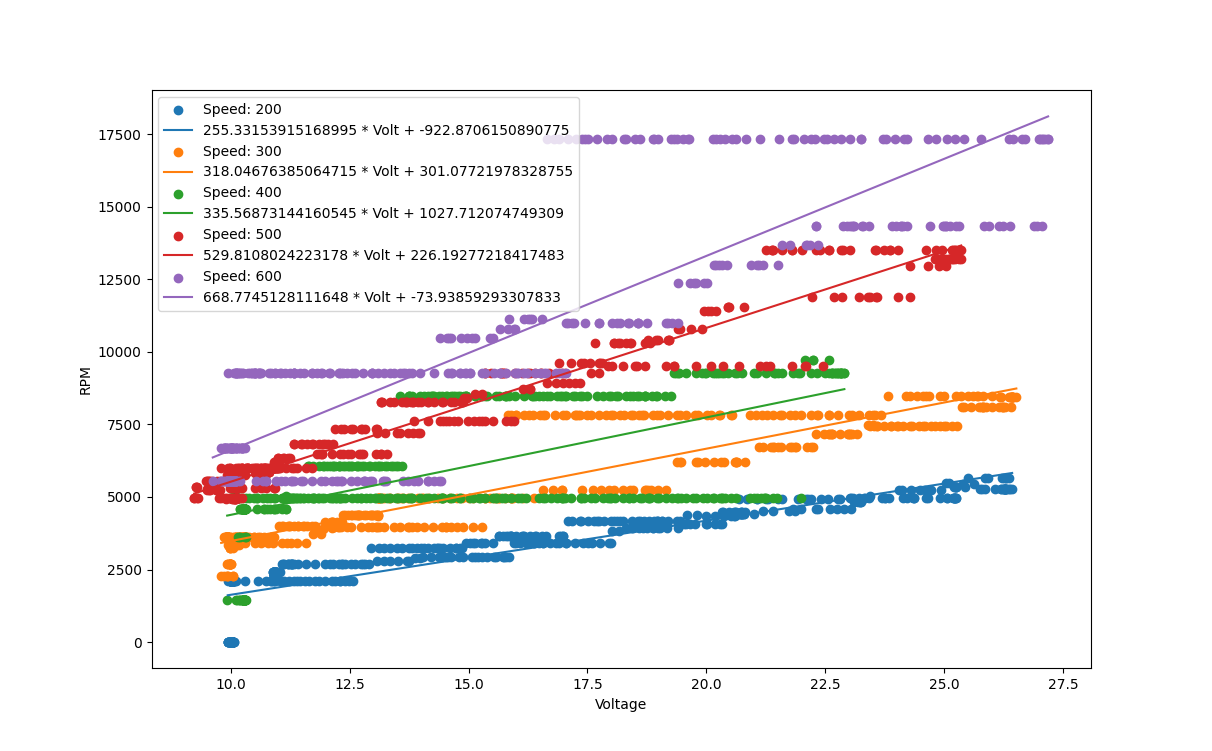 Speed: 200
255.33153915168995 * Volt + -922.8706150890775
Speed: 300
318.04676385064715 * Volt + 301.07721978328755
Speed: 400
335.56873144160545 * Volt + 1027.712074749309
Speed: 500
529.8108024223178 * Volt + 226.19277218417483
Speed: 600
668.7745128111648 * Volt + -73.93859293307833
17500
15000
12500
10000
7500
5000
2500
0
RPM
10.0 12.5 15.0 17.5 20.0 22.5 25.0 27.5
Voltage